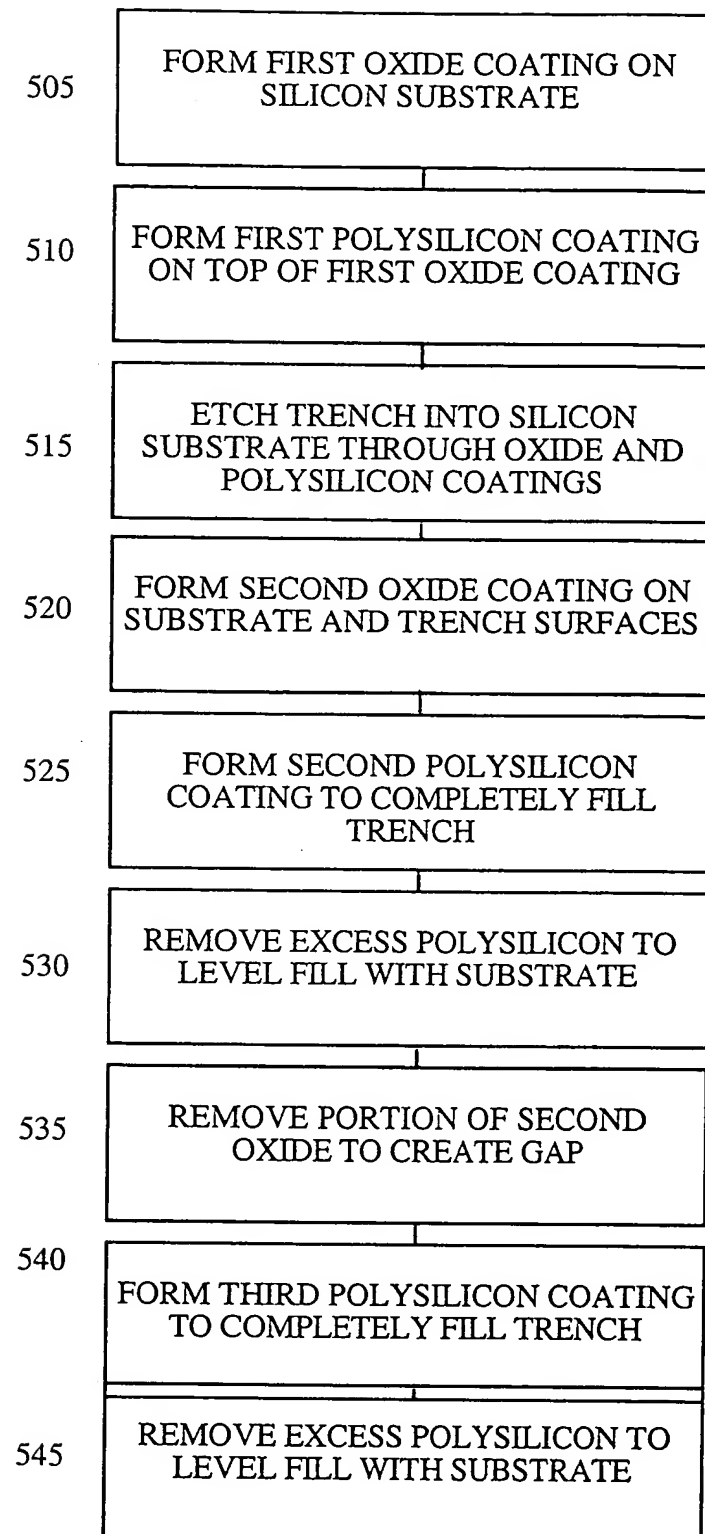 505
FORM FIRST OXIDE COATING ON
SILICON SUBSTRATE
510
FORM FIRST POLYSILICON COATING
ON TOP OF FIRST OXIDE COATING
515
ETCH TRENCH INTO SILICON
SUBSTRATE THROUGH OXIDE AND
POLYSILICON COATINGS
520
FORM SECOND OXIDE COATING ON
SUBSTRATE AND TRENCH SURFACES
525
FORM SECOND POLYSILICON
COATING TO COMPLETELY FILL
TRENCH
530
REMOVE EXCESS POLYSILICON TO
LEVEL FILL WITH SUBSTRATE
535
REMOVE PORTION OF SECOND
OXIDE TO CREATE GAP
540
FORM THIRD POLYSILICON COATING
TO COMPLETELY FILL TRENCH
545
REMOVE EXCESS POLYSILICON TO
LEVEL FILL WITH SUBSTRATE